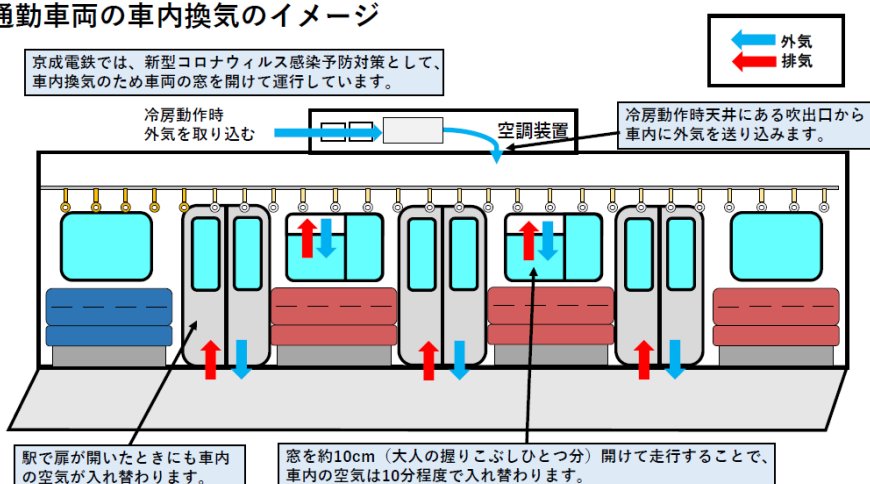 通勤車両の車内換気のイメージ
外気
排気
京成電鉄では、新型コロナウィルス感染予防対策として、
車内換気のため車両の窓を開けて運行しています。
冷房動作時
外気を取り込む
空調装置
冷房動作時天井にある吹出口から
車内に外気を送り込みます。
駅で扉が開いたときにも車内
の空気が入れ替わります。
窓を約10cm（大人の握りこぶしひとつ分）開けて走行することで、
車内の空気は10分程度で入れ替わります。